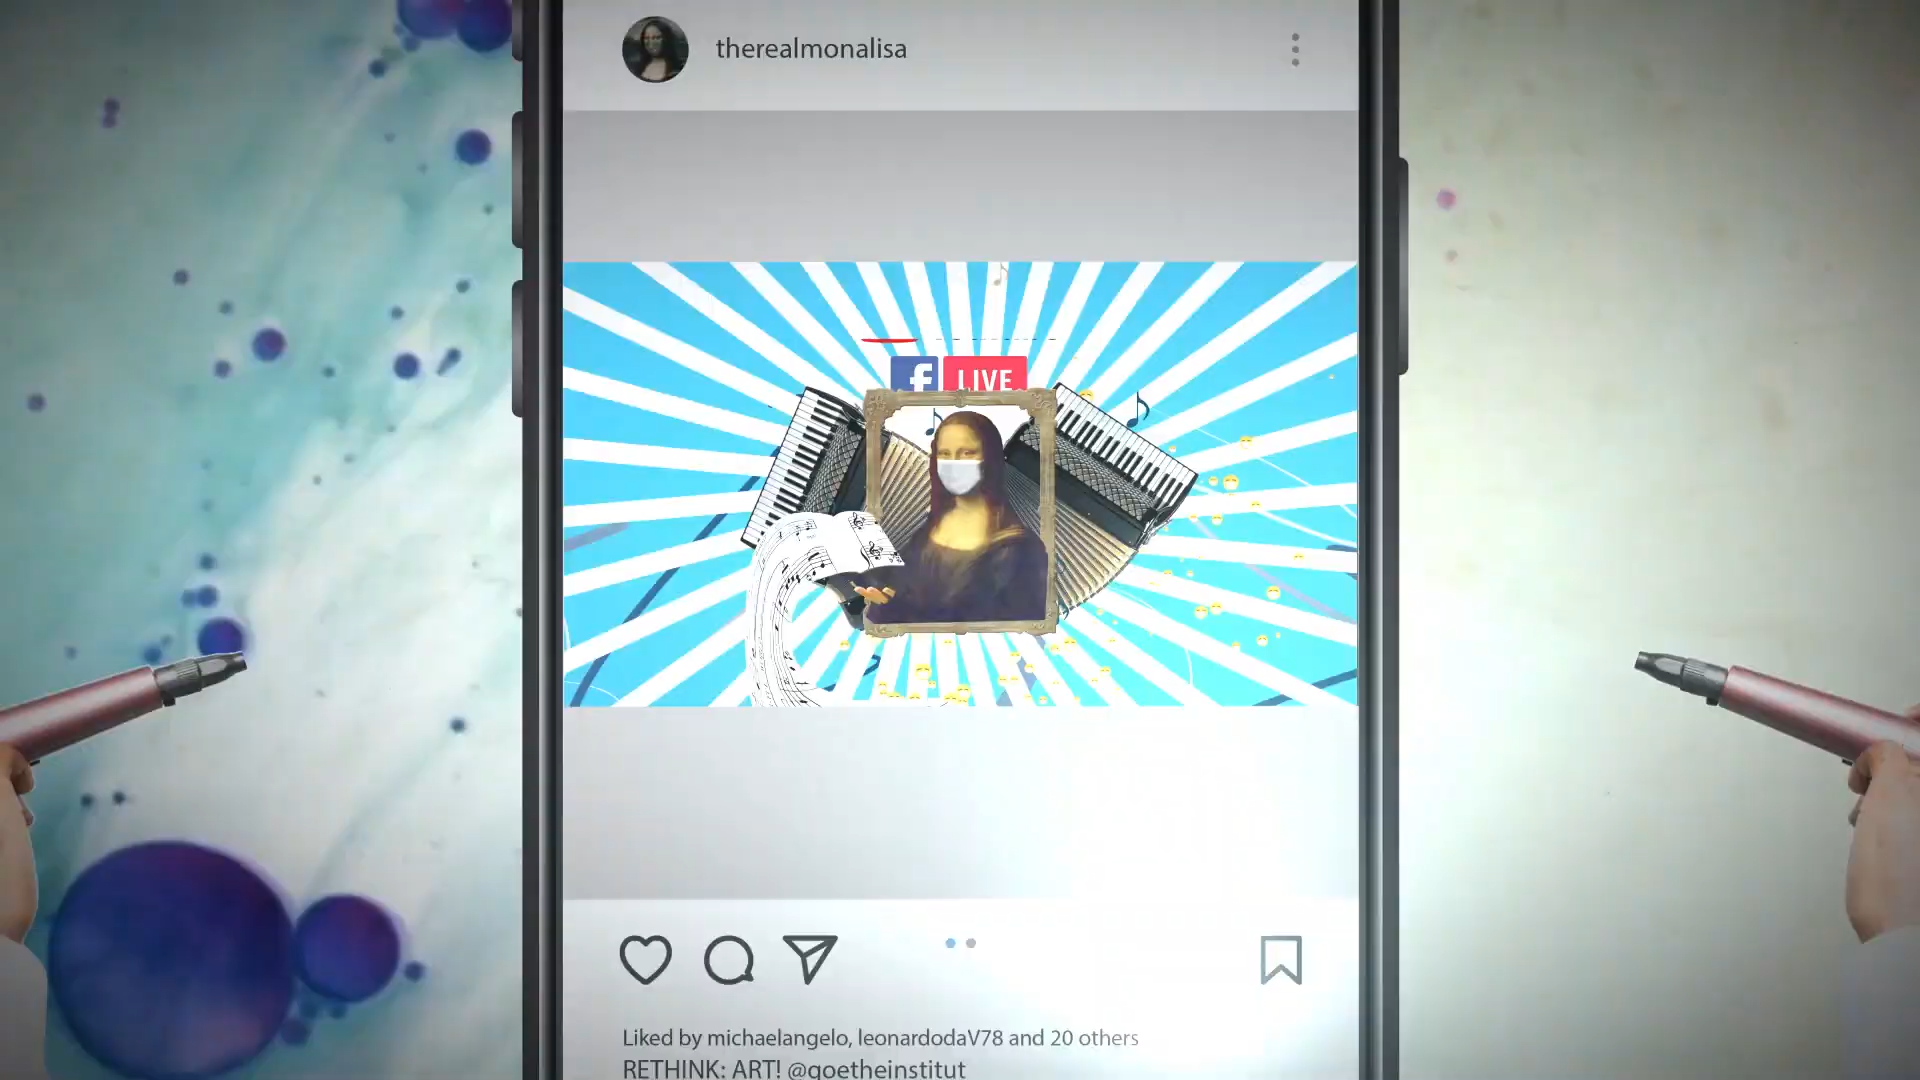 therealmonalisa
f LIVE
Liked by michaelangelo, leonardodaV78 and 20 others
RETHINK: ART! @goetheinstitut